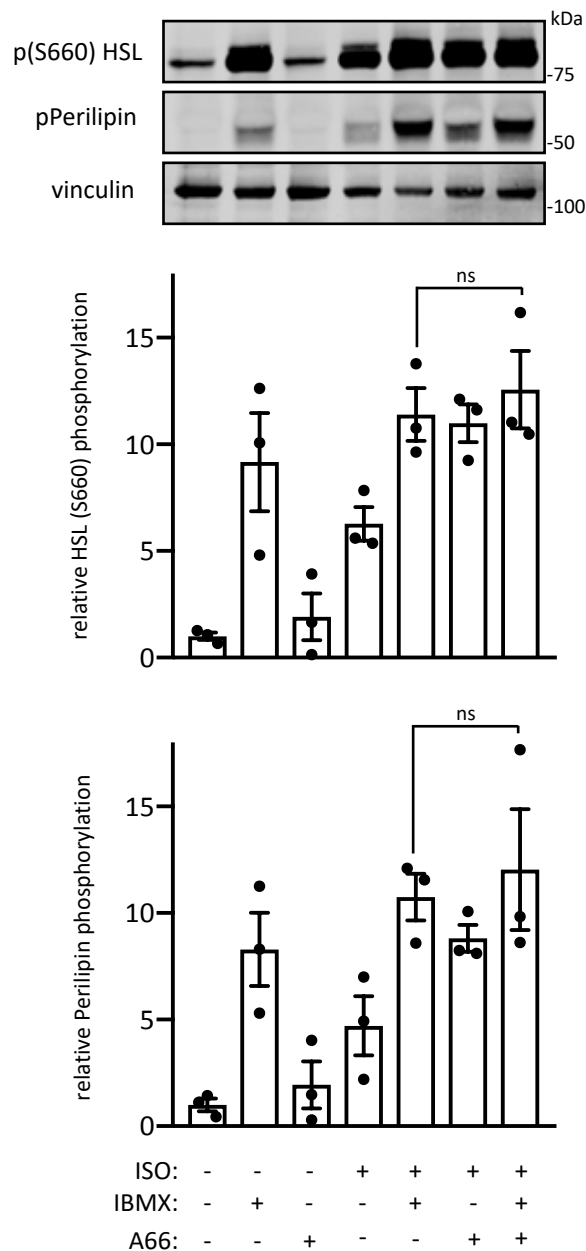 kDa
p(S660) HSL
-75
pPerilipin
-50
vinculin
-100
ns
relative HSL (S660) phosphorylation
15
10
5
0
ns
relative Perilipin phosphorylation
15
10
5
0
ISO: - - - + + + +
IBMX: - + - - + - +
A66: - - + - - + +